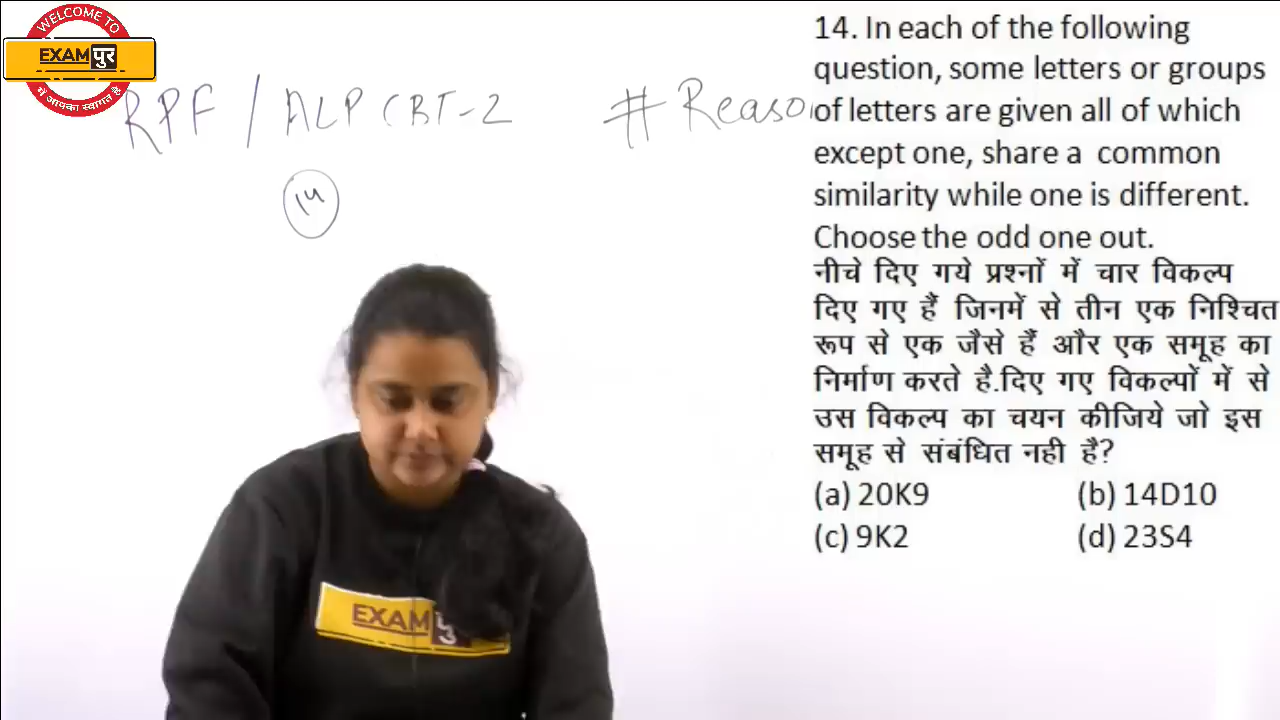 WELCOME TO
EXAMपुर
में आपका स्वागत है
RPF / ALP CBT-2 #Reaso
14
14. In each of the following
question, some letters or groups
of letters are given all of which
except one, share a common
similarity while one is different.
Choose the odd one out.
नीचे दिए गये प्रश्नों में चार विकल्प
दिए गए हैं जिनमें से तीन एक निश्चित
रूप से एक जैसे हैं और एक समूह का
निर्माण करते है.दिए गए विकल्पों में से
उस विकल्प का चयन कीजिये जो इस
समूह से संबंधित नही है?
(a) 20K9 (b) 14D10
(c) 9K2 (d) 23S4
EXAMपु